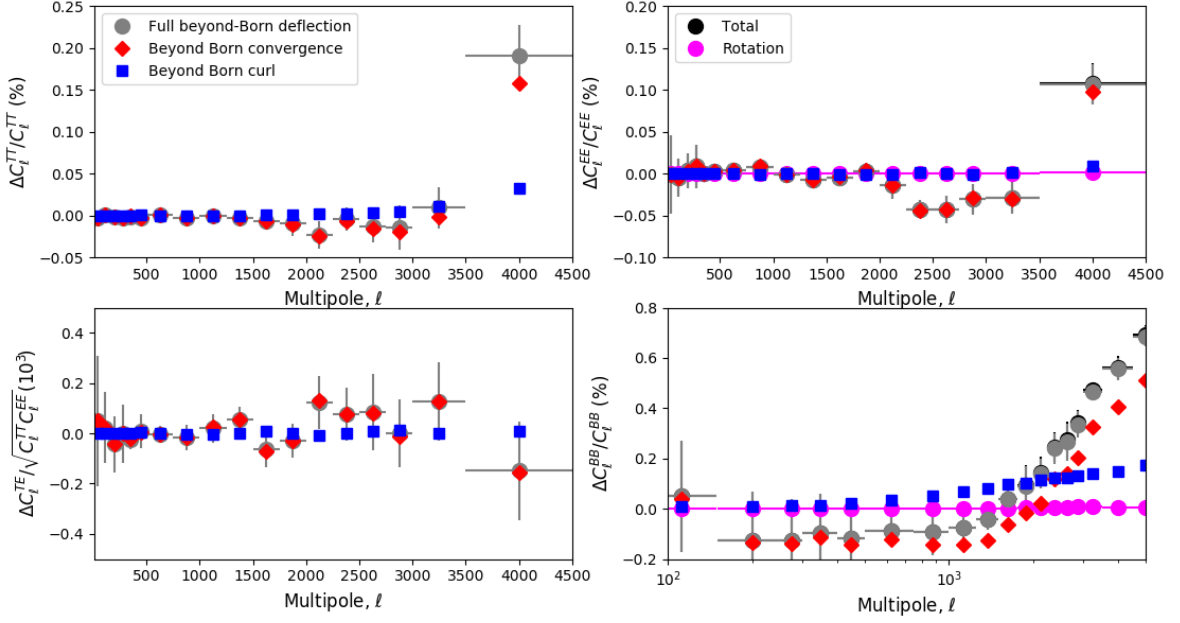 0.25
0.20
0.15
0.10
0.05
0.00
−0.05
ΔC_ℓ^{TT}/C_ℓ^{TT} (%)
Full beyond-Born deflection
Beyond Born convergence
Beyond Born curl
500 1000 1500 2000 2500 3000 3500 4000 4500
Multipole, ℓ
0.20
0.15
0.10
0.05
0.00
−0.05
−0.10
ΔC_ℓ^{EE}/C_ℓ^{EE} (%)
Total
Rotation
500 1000 1500 2000 2500 3000 3500 4000 4500
Multipole, ℓ
0.4
0.2
0.0
−0.2
−0.4
ΔC_ℓ^{TE}/√C_ℓ^{TT}C_ℓ^{EE} (10³)
500 1000 1500 2000 2500 3000 3500 4000 4500
Multipole, ℓ
0.8
0.6
0.4
0.2
0.0
−0.2
ΔC_ℓ^{BB}/C_ℓ^{BB} (%)
10² 10³
Multipole, ℓ